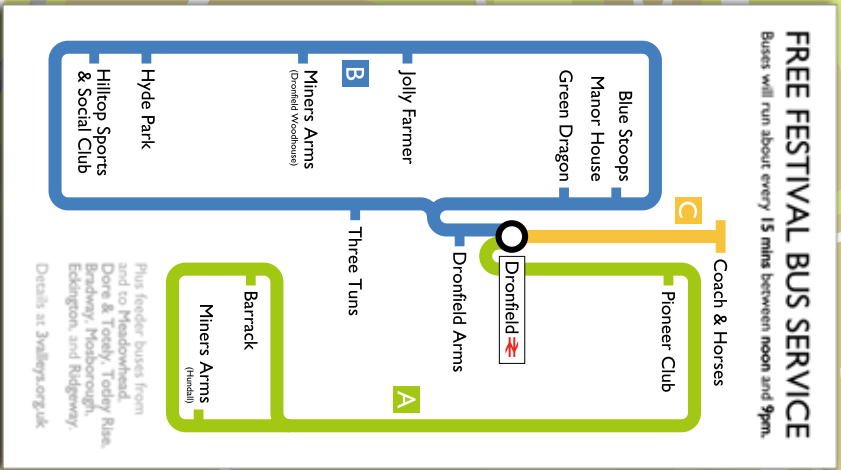 FREE FESTIVAL BUS SERVICE
Buses will run about every 15 mins between noon and 9pm.
Coach & Horses
C
Blue Stoops
Manor House
Green Dragon
Pioneer Club
Dronfield
Dronfield Arms
Jolly Farmer
A
B
Three Tuns
Miners Arms
(Dronfield Woodhouse)
Barrack
Miners Arms
(Hundall)
Hyde Park
Hilltop Sports
& Social Club
Plus feeder buses from
and to Meadowhead,
Dore & Totely, Totley Rise,
Bradway, Mosborough,
Eckington, and Ridgeway.
Details at 3valleys.org.uk